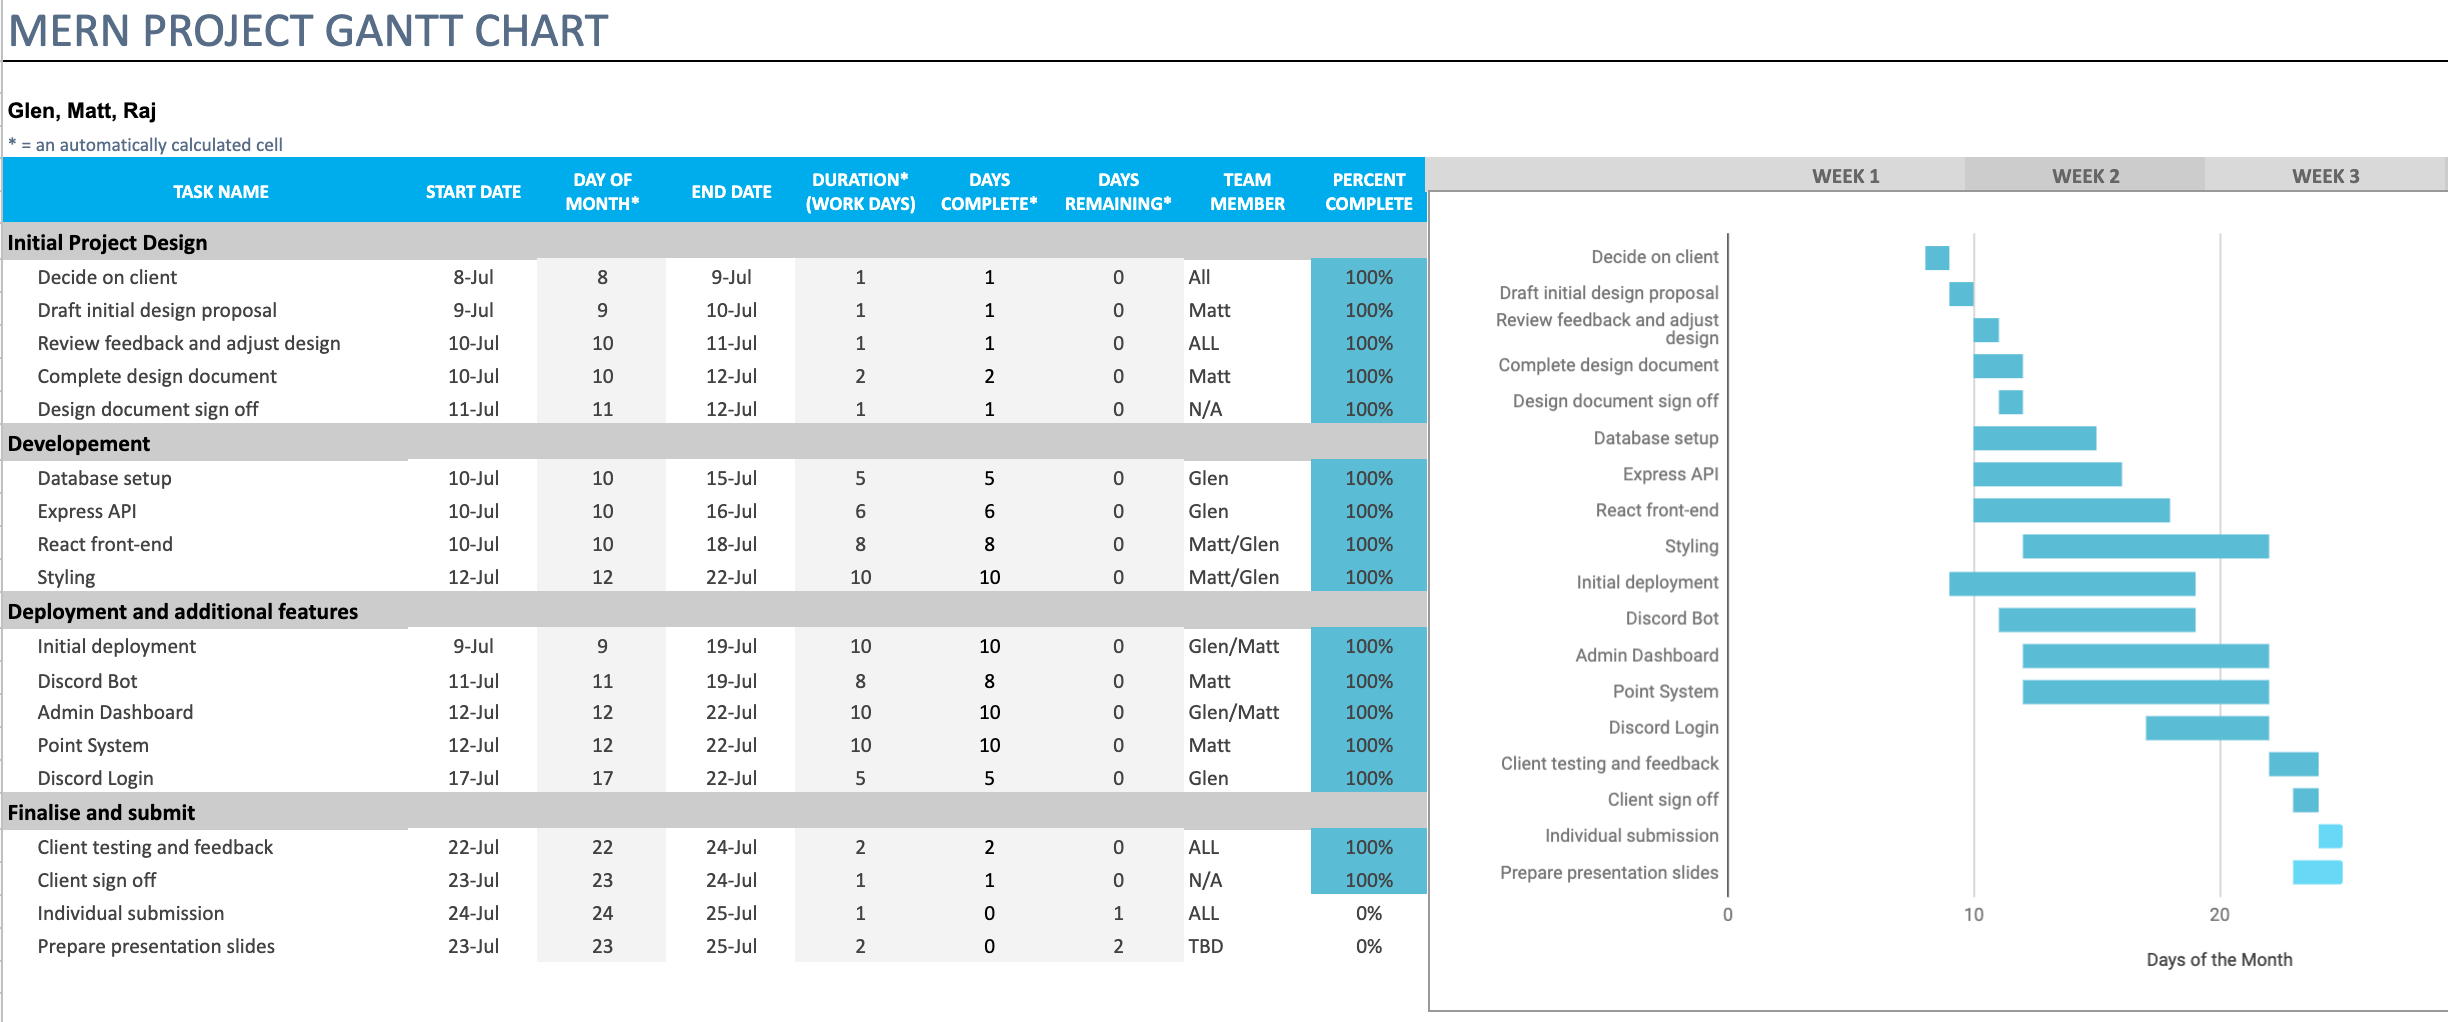 MERN PROJECT GANTT CHART
Glen, Matt, Raj
* = an automatically calculated cell
TASK NAME START DATE DAY OF MONTH* END DATE DURATION* (WORK DAYS) DAYS COMPLETE* DAYS REMAINING* TEAM MEMBER PERCENT COMPLETE
Initial Project Design
Decide on client 8-Jul 8 9-Jul 1 1 0 All 100%
Draft initial design proposal 9-Jul 9 10-Jul 1 1 0 Matt 100%
Review feedback and adjust design 10-Jul 10 11-Jul 1 1 0 ALL 100%
Complete design document 10-Jul 10 12-Jul 2 2 0 Matt 100%
Design document sign off 11-Jul 11 12-Jul 1 1 0 N/A 100%
Developement
Database setup 10-Jul 10 15-Jul 5 5 0 Glen 100%
Express API 10-Jul 10 16-Jul 6 6 0 Glen 100%
React front-end 10-Jul 10 18-Jul 8 8 0 Matt/Glen 100%
Styling 12-Jul 12 22-Jul 10 10 0 Matt/Glen 100%
Deployment and additional features
Initial deployment 9-Jul 9 19-Jul 10 10 0 Glen/Matt 100%
Discord Bot 11-Jul 11 19-Jul 8 8 0 Matt 100%
Admin Dashboard 12-Jul 12 22-Jul 10 10 0 Glen/Matt 100%
Point System 12-Jul 12 22-Jul 10 10 0 Matt 100%
Discord Login 17-Jul 17 22-Jul 5 5 0 Glen 100%
Finalise and submit
Client testing and feedback 22-Jul 22 24-Jul 2 2 0 ALL 100%
Client sign off 23-Jul 23 24-Jul 1 1 0 N/A 100%
Individual submission 24-Jul 24 25-Jul 1 0 1 ALL 0%
Prepare presentation slides 23-Jul 23 25-Jul 2 0 2 TBD 0%
WEEK 1 WEEK 2 WEEK 3
Decide on client
Draft initial design proposal
Review feedback and adjust
design
Complete design document
Design document sign off
Database setup
Express API
React front-end
Styling
Initial deployment
Discord Bot
Admin Dashboard
Point System
Discord Login
Client testing and feedback
Client sign off
Individual submission
Prepare presentation slides
0 10 20
Days of the Month